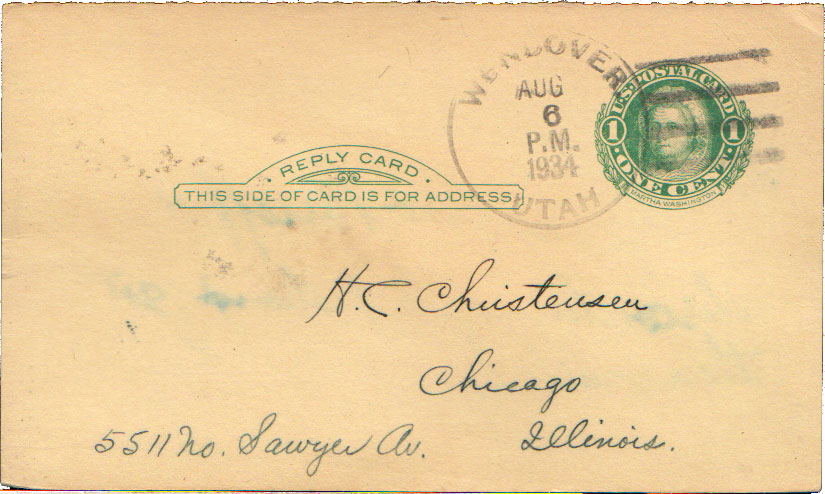 WENDOVER
AUG
6
P.M.
1934
UTAH
U.S. POSTAL CARD
1 1
ONE CENT
MARTHA WASHINGTON
REPLY CARD
THIS SIDE OF CARD IS FOR ADDRESS
H. C. Christensen
Chicago
5511 No. Sawyer Av. Illinois.